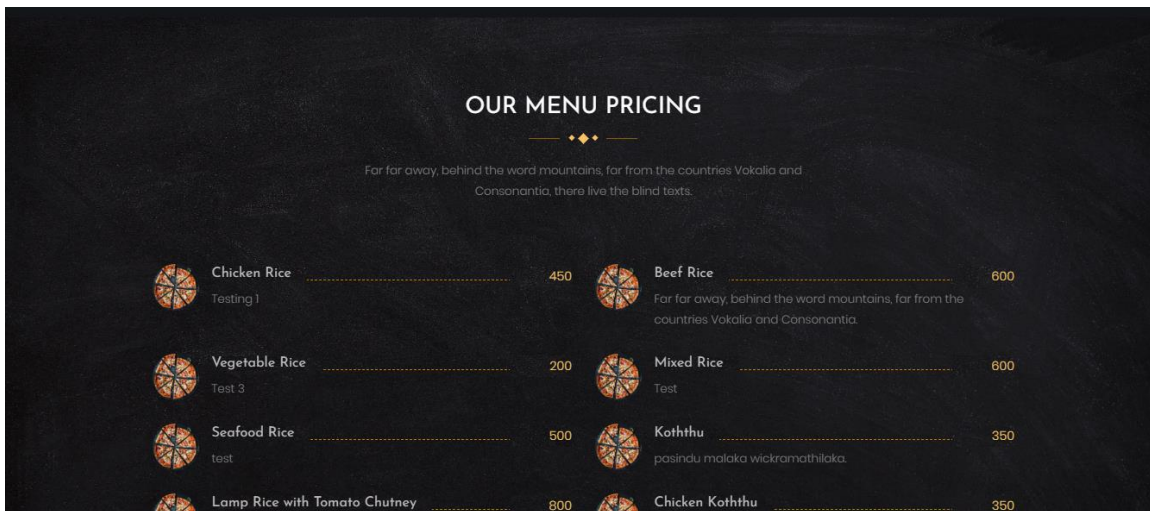 OUR MENU PRICING
Far far away, behind the word mountains, far from the countries Vokalia and
Consonantia, there live the blind texts.
Chicken Rice 450
Testing 1
Beef Rice 600
Far far away, behind the word mountains, far from the
countries Vokalia and Consonantia.
Vegetable Rice 200
Test 3
Mixed Rice 600
Test
Seafood Rice 500
test
Koththu 350
pasindu malaka wickramathilaka.
Lamp Rice with Tomato Chutney 800
Chicken Koththu 350